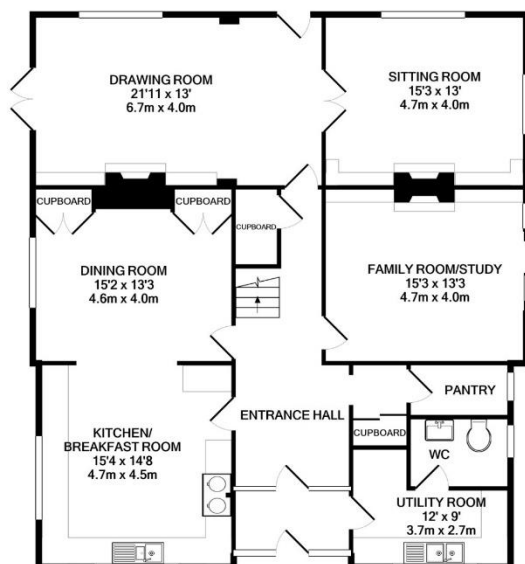 DRAWING ROOM
21'11 x 13'
6.7m x 4.0m
SITTING ROOM
15'3 x 13'
4.7m x 4.0m
CUPBOARD
CUPBOARD
CUPBOARD
DINING ROOM
15'2 x 13'3
4.6m x 4.0m
FAMILY ROOM/STUDY
15'3 x 13'3
4.7m x 4.0m
PANTRY
ENTRANCE HALL
CUPBOARD
KITCHEN/
BREAKFAST ROOM
15'4 x 14'8
4.7m x 4.5m
WC
UTILITY ROOM
12' x 9'
3.7m x 2.7m